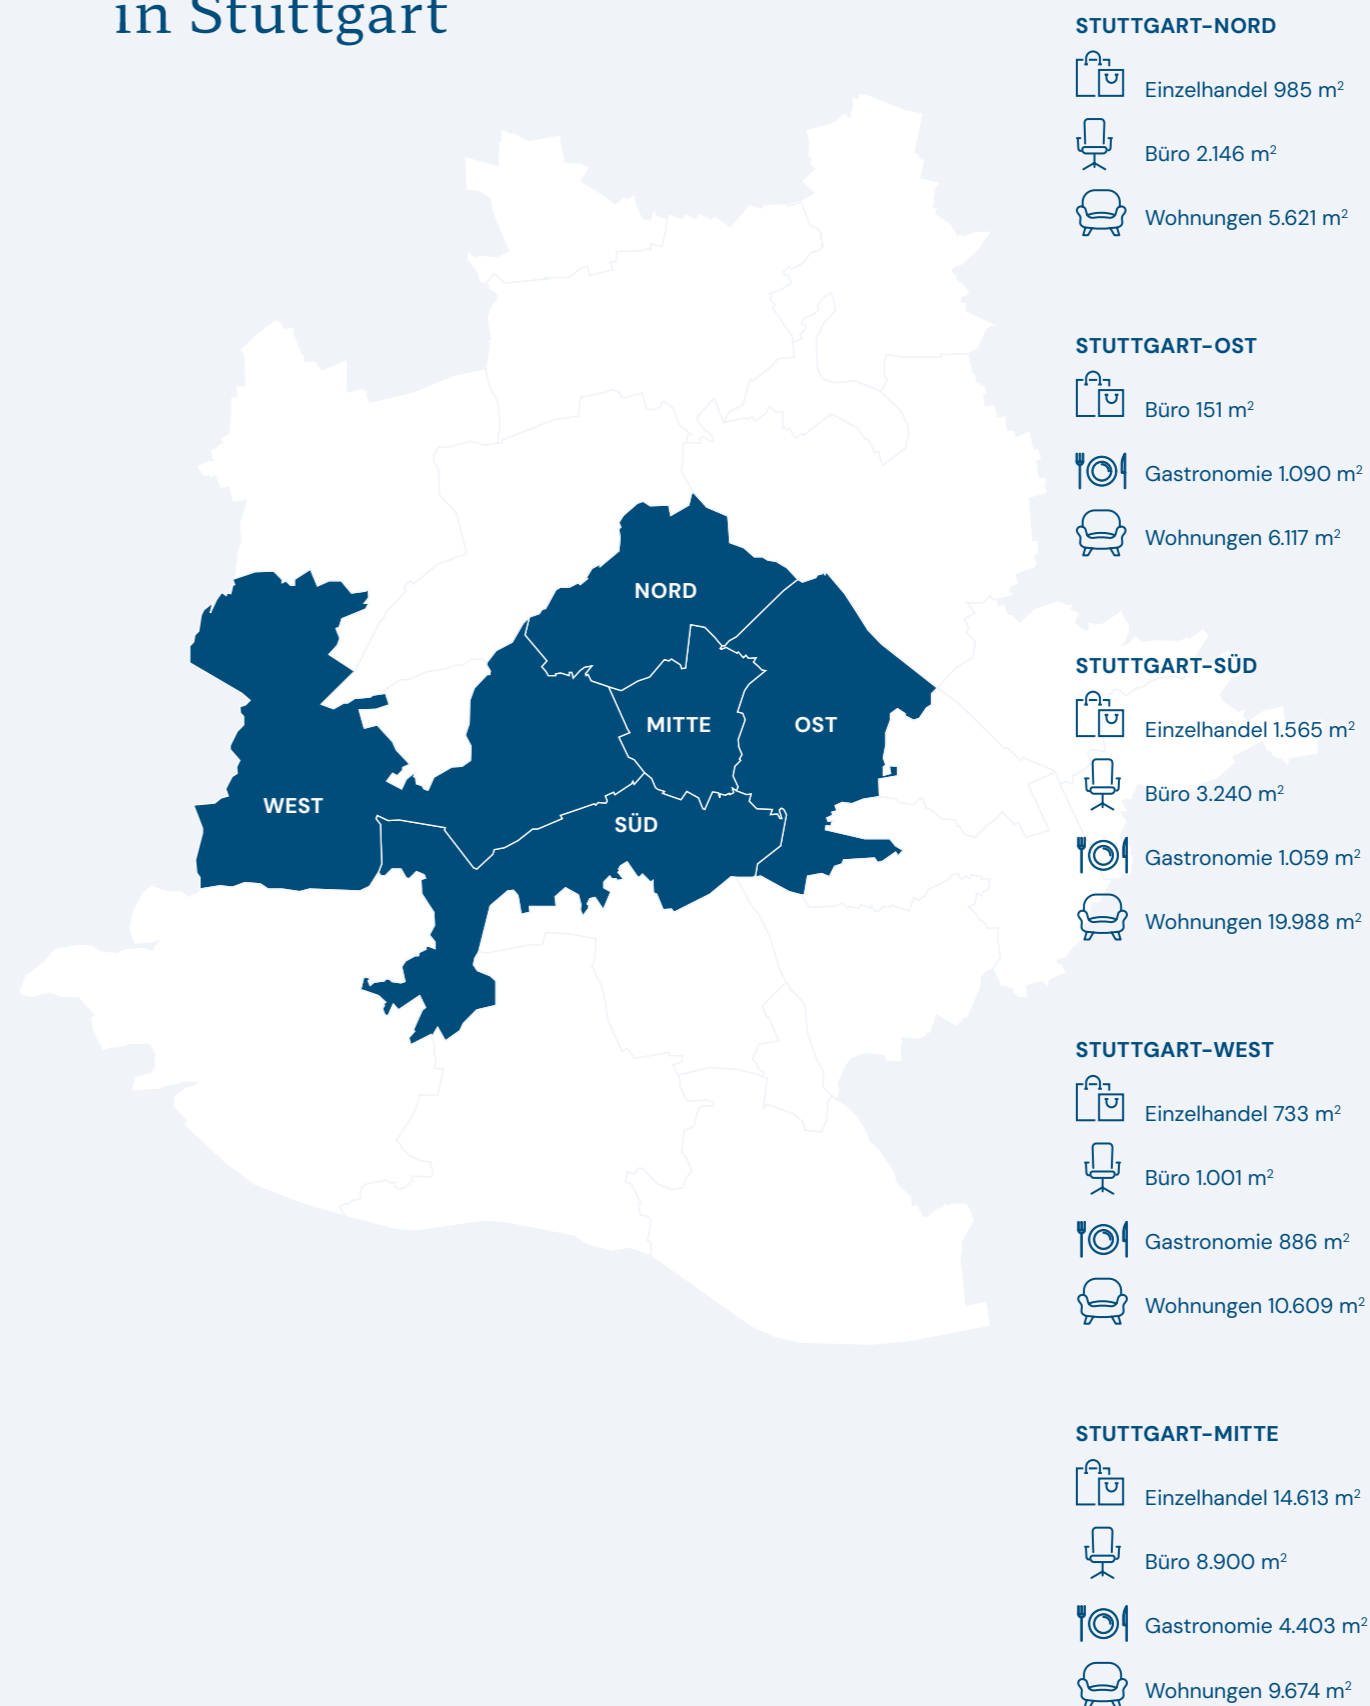 in Stuttgart
NORD
MITTE
OST
WEST
SÜD
STUTTGART-NORD
Einzelhandel 985 m²
Büro 2.146 m²
Wohnungen 5.621 m²
STUTTGART-OST
Büro 151 m²
Gastronomie 1.090 m²
Wohnungen 6.117 m²
STUTTGART-SÜD
Einzelhandel 1.565 m²
Büro 3.240 m²
Gastronomie 1.059 m²
Wohnungen 19.988 m²
STUTTGART-WEST
Einzelhandel 733 m²
Büro 1.001 m²
Gastronomie 886 m²
Wohnungen 10.609 m²
STUTTGART-MITTE
Einzelhandel 14.613 m²
Büro 8.900 m²
Gastronomie 4.403 m²
Wohnungen 9.674 m²